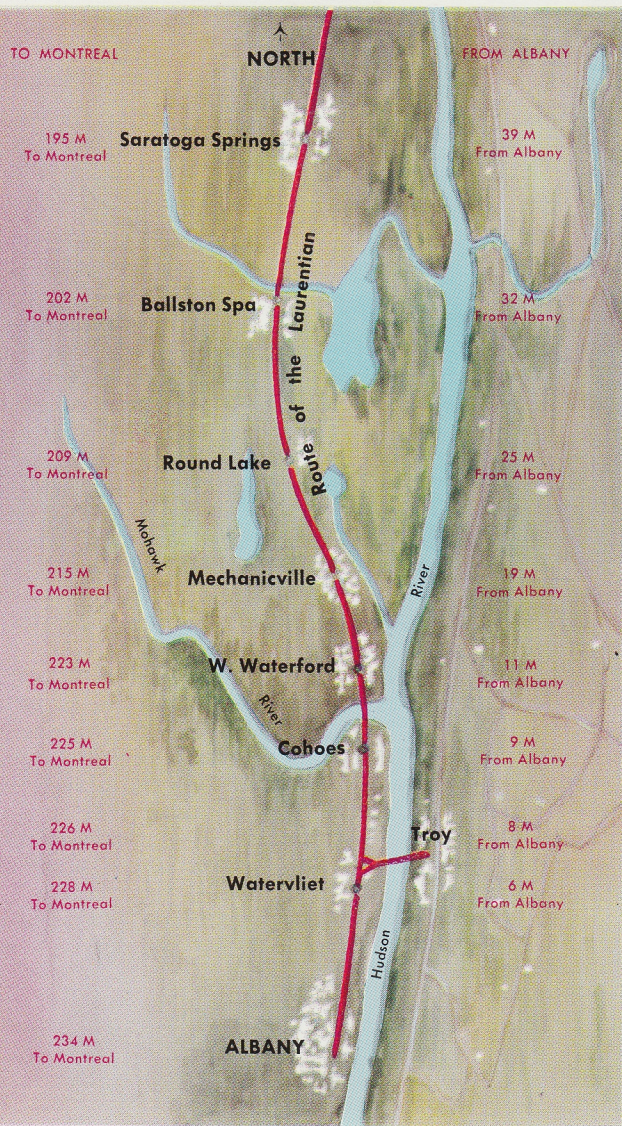 TO MONTREAL
NORTH
FROM ALBANY
195 M
To Montreal
Saratoga Springs
39 M
From Albany
Route of the Laurentian
202 M
To Montreal
Ballston Spa
32 M
From Albany
209 M
To Montreal
Round Lake
25 M
From Albany
Mohawk
River
215 M
To Montreal
Mechanicville
19 M
From Albany
River
223 M
To Montreal
W. Waterford
11 M
From Albany
225 M
To Montreal
Cohoes
9 M
From Albany
226 M
To Montreal
Troy
8 M
From Albany
228 M
To Montreal
Watervliet
6 M
From Albany
Hudson
234 M
To Montreal
ALBANY